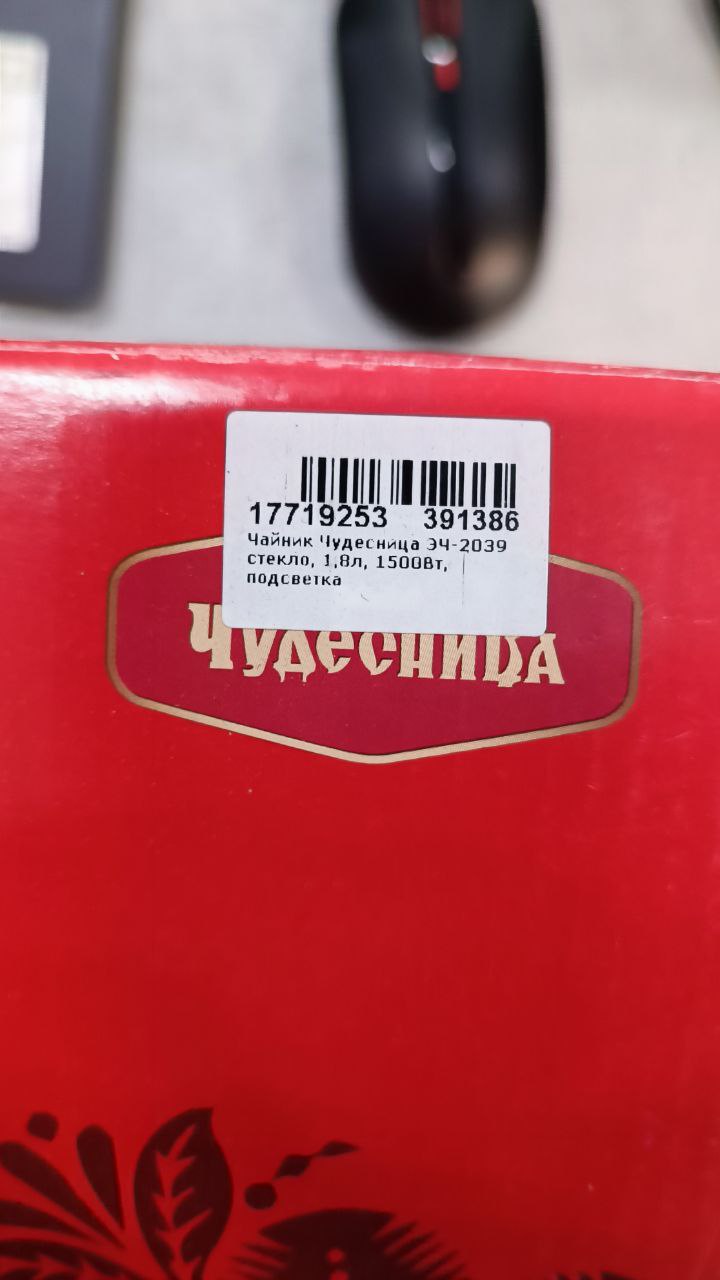 17719253 391386
Чайник Чудесница ЭЧ-2039
стекло, 1,8л, 1500Вт,
подсветка
Чудесница